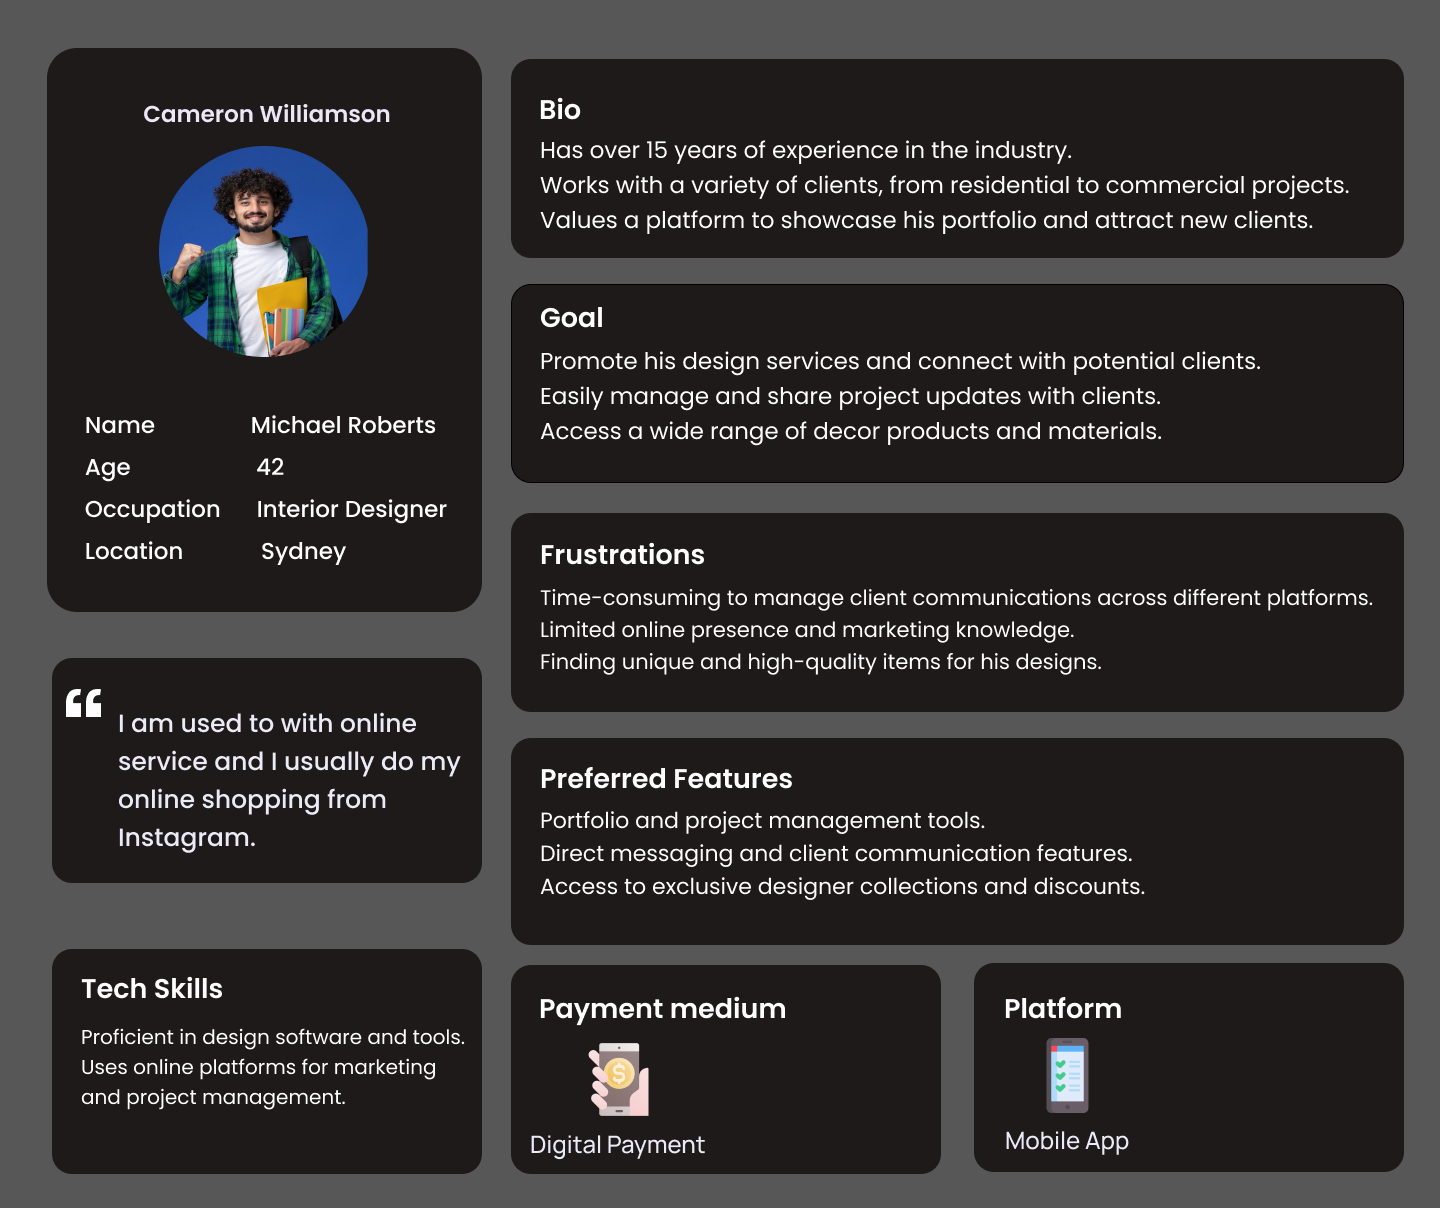 Cameron Williamson
Name Michael Roberts
Age 42
Occupation Interior Designer
Location Sydney
“ I am used to with online
service and I usually do my
online shopping from
Instagram.
Tech Skills
Proficient in design software and tools.
Uses online platforms for marketing
and project management.
Bio
Has over 15 years of experience in the industry.
Works with a variety of clients, from residential to commercial projects.
Values a platform to showcase his portfolio and attract new clients.
Goal
Promote his design services and connect with potential clients.
Easily manage and share project updates with clients.
Access a wide range of decor products and materials.
Frustrations
Time-consuming to manage client communications across different platforms.
Limited online presence and marketing knowledge.
Finding unique and high-quality items for his designs.
Preferred Features
Portfolio and project management tools.
Direct messaging and client communication features.
Access to exclusive designer collections and discounts.
Payment medium
$
Digital Payment
Platform
Mobile App